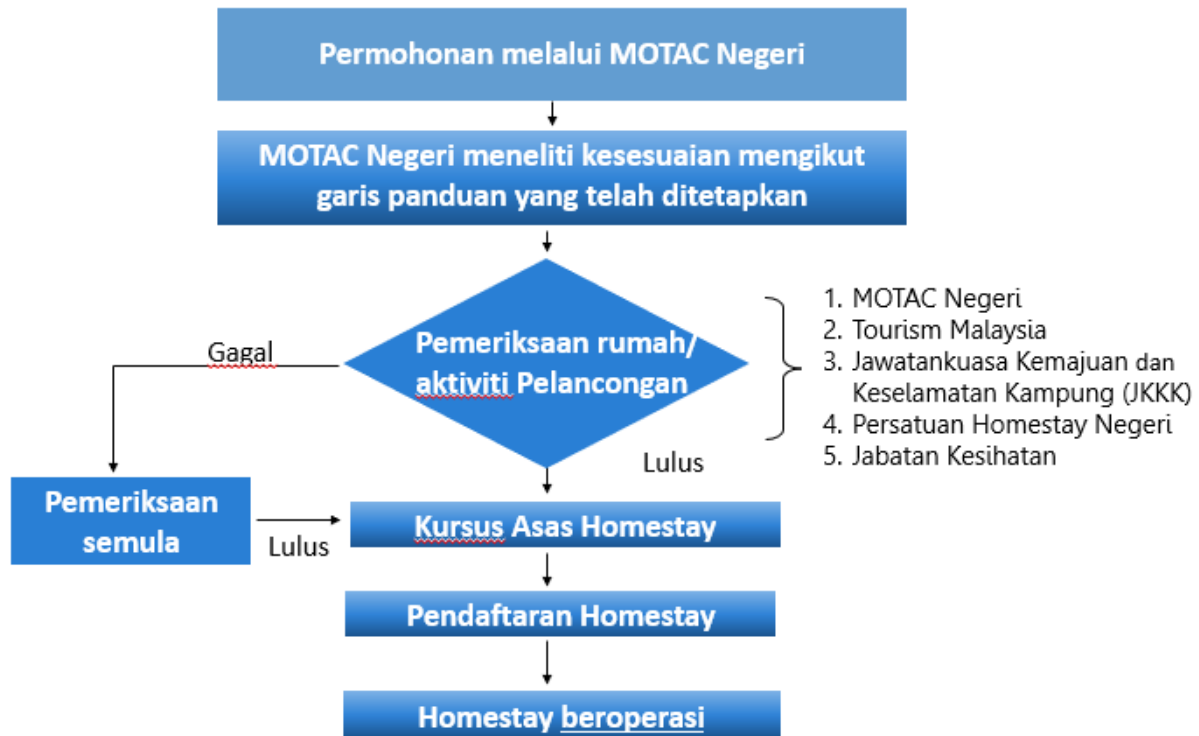 Permohonan melalui MOTAC Negeri
MOTAC Negeri meneliti kesesuaian mengikut
garis panduan yang telah ditetapkan
Pemeriksaan rumah/
aktiviti Pelancongan
1. MOTAC Negeri
2. Tourism Malaysia
3. Jawatankuasa Kemajuan dan
Keselamatan Kampung (JKKK)
4. Persatuan Homestay Negeri
5. Jabatan Kesihatan
Gagal
Lulus
Pemeriksaan
semula
Lulus
Kursus Asas Homestay
Pendaftaran Homestay
Homestay beroperasi